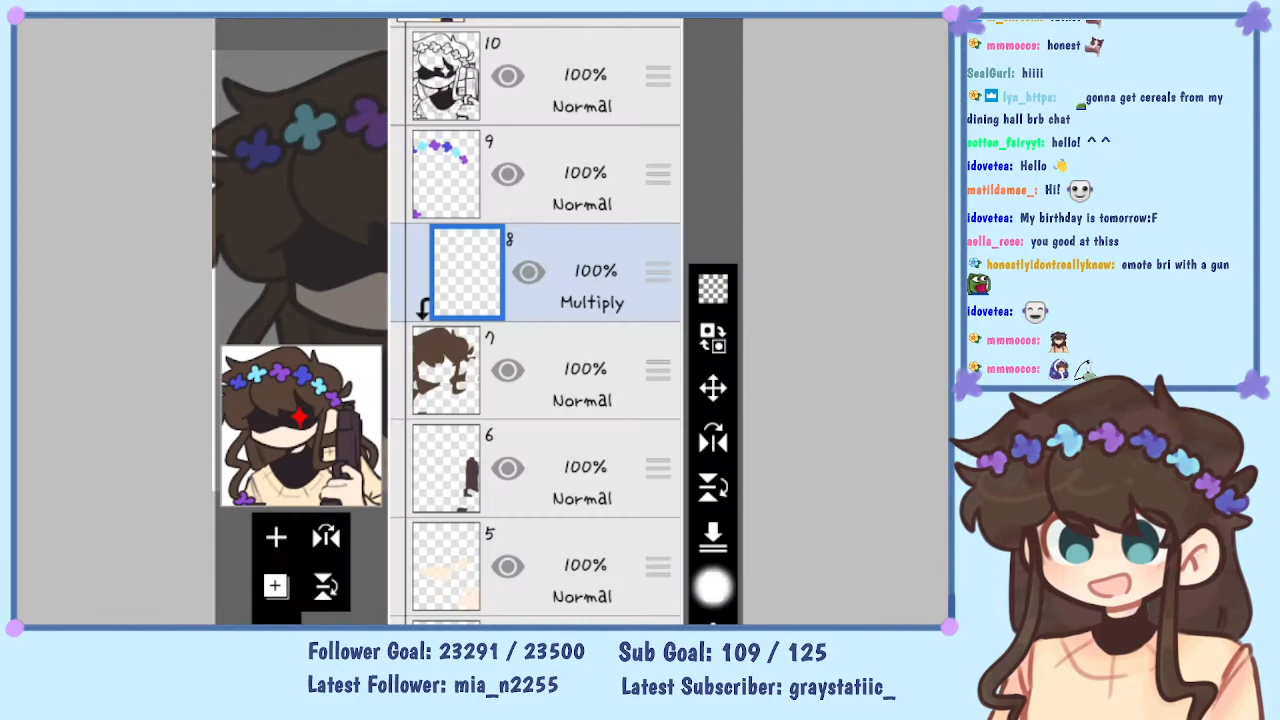 10
100%
Normal
9
100%
Normal
8
100%
Multiply
7
100%
Normal
6
100%
Normal
5
100%
Normal
mmmocos: honest
SealGurl: hiiii
lyn_https: gonna get cereals from my
dining hall brb chat
cotton_fairyyt: hello! ^ ^
idovetea: Hello
matildamae_: Hi!
idovetea: My birthday is tomorrow:F
aella_rose: you good at thiss
honestlyidontreallyknow: emote bri with a gun
idovetea:
mmmocos:
mmmocos:
Follower Goal: 23291 / 23500
Sub Goal: 109 / 125
Latest Follower: mia_n2255
Latest Subscriber: graystatiic_